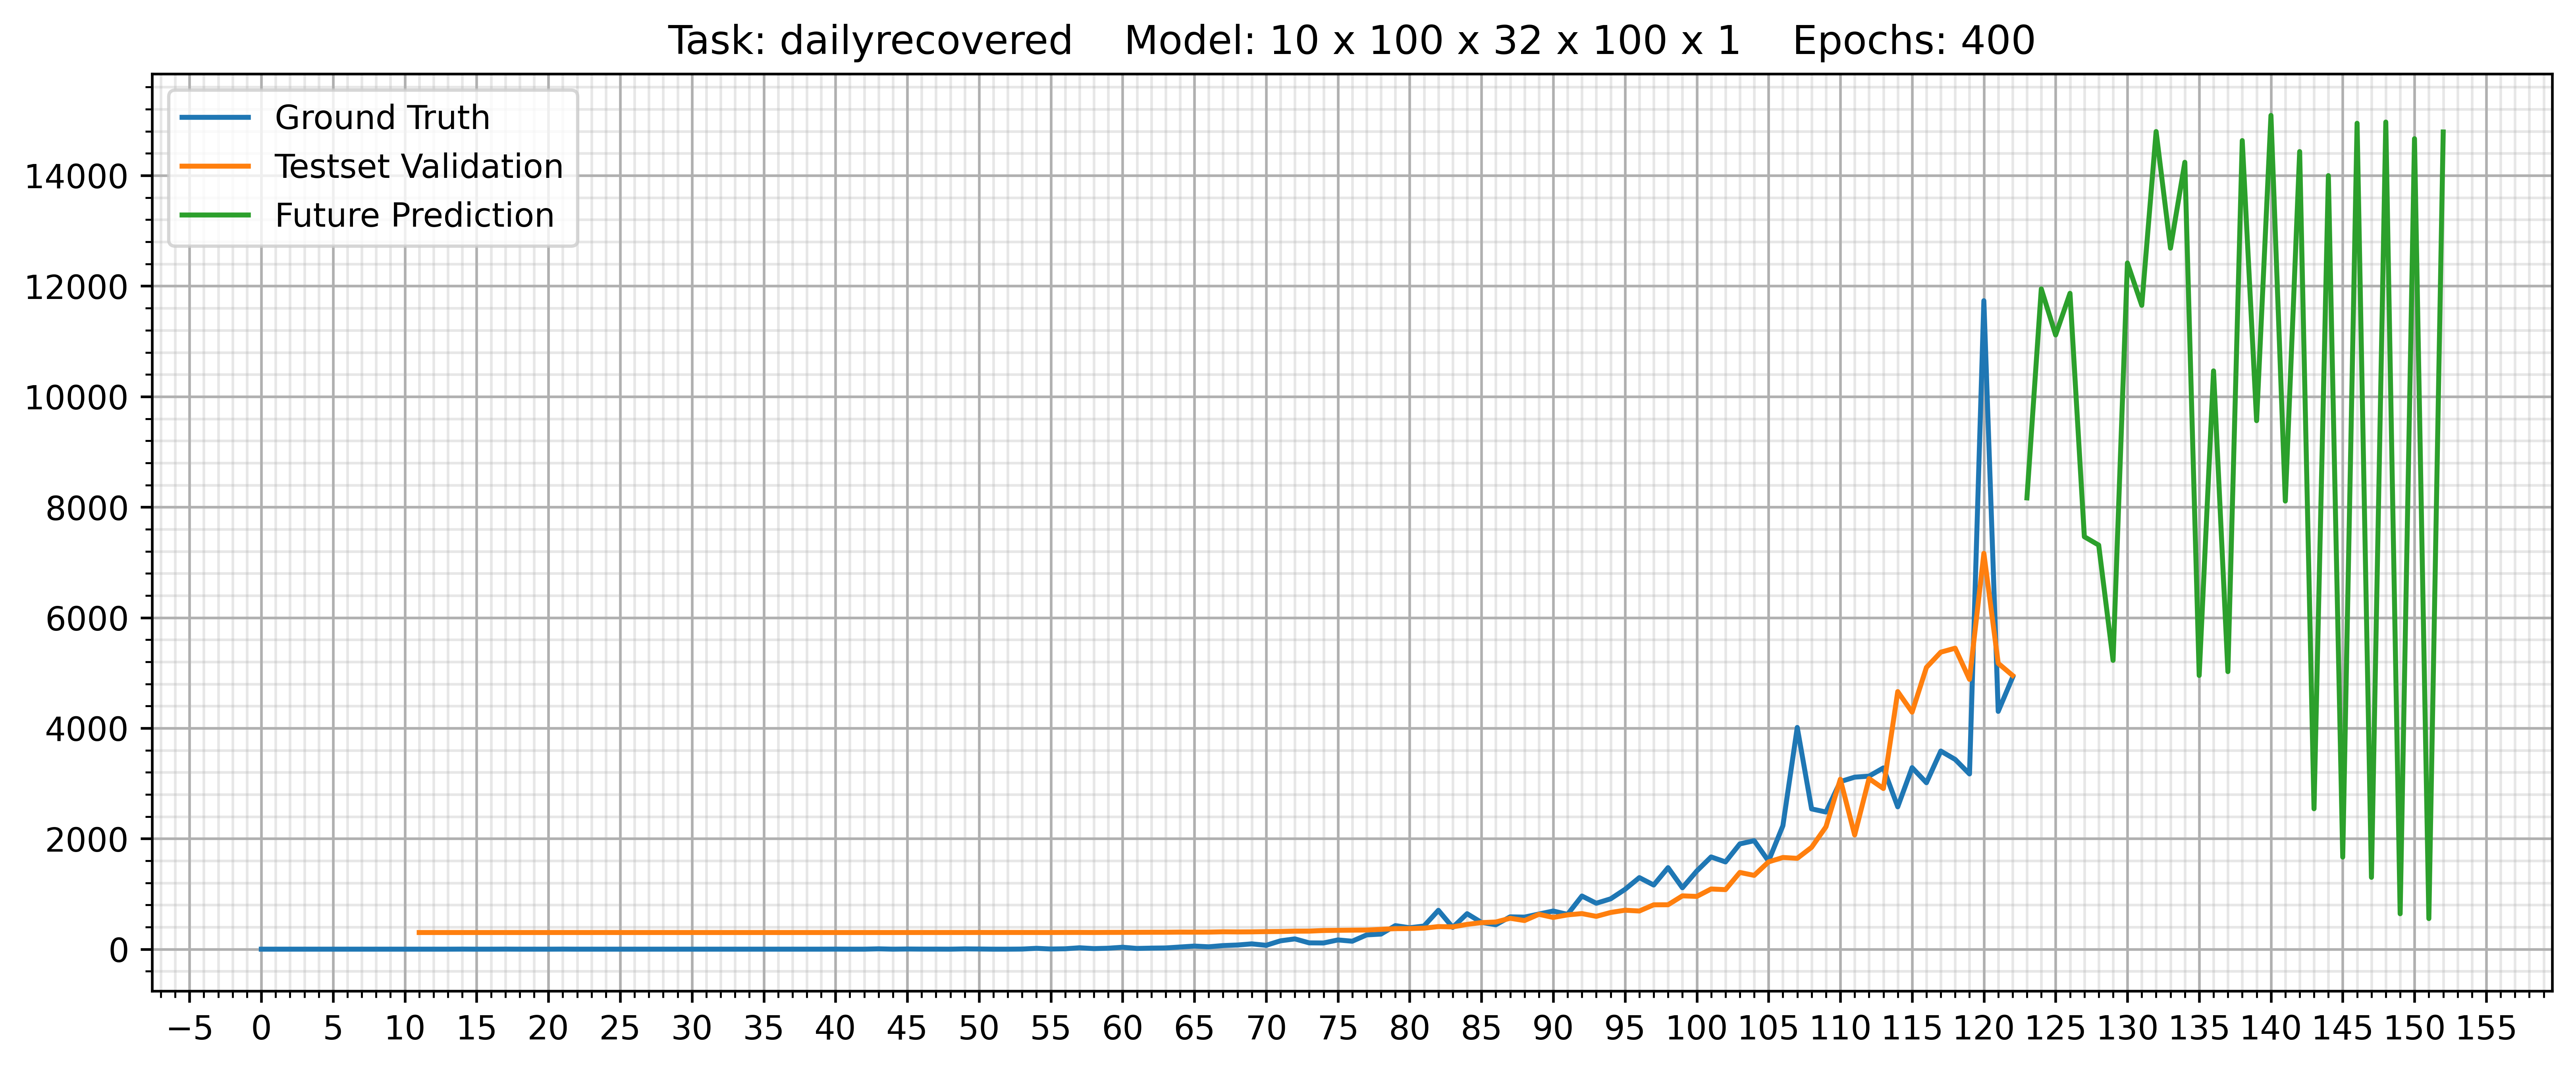 Task: dailyrecovered    Model: 10 x 100 x 32 x 100 x 1    Epochs: 400
Ground Truth
Testset Validation
Future Prediction
14000
12000
10000
8000
6000
4000
2000
0
−5 0 5 10 15 20 25 30 35 40 45 50 55 60 65 70 75 80 85 90 95 100 105 110 115 120 125 130 135 140 145 150 155